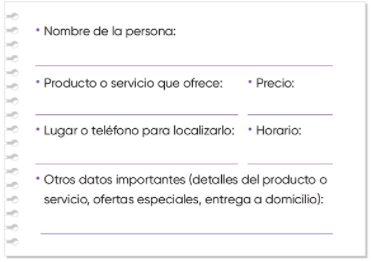 • Nombre de la persona:
• Producto o servicio que ofrece: • Precio:
• Lugar o teléfono para localizarlo: • Horario:
• Otros datos importantes (detalles del producto o
servicio, ofertas especiales, entrega a domicilio):